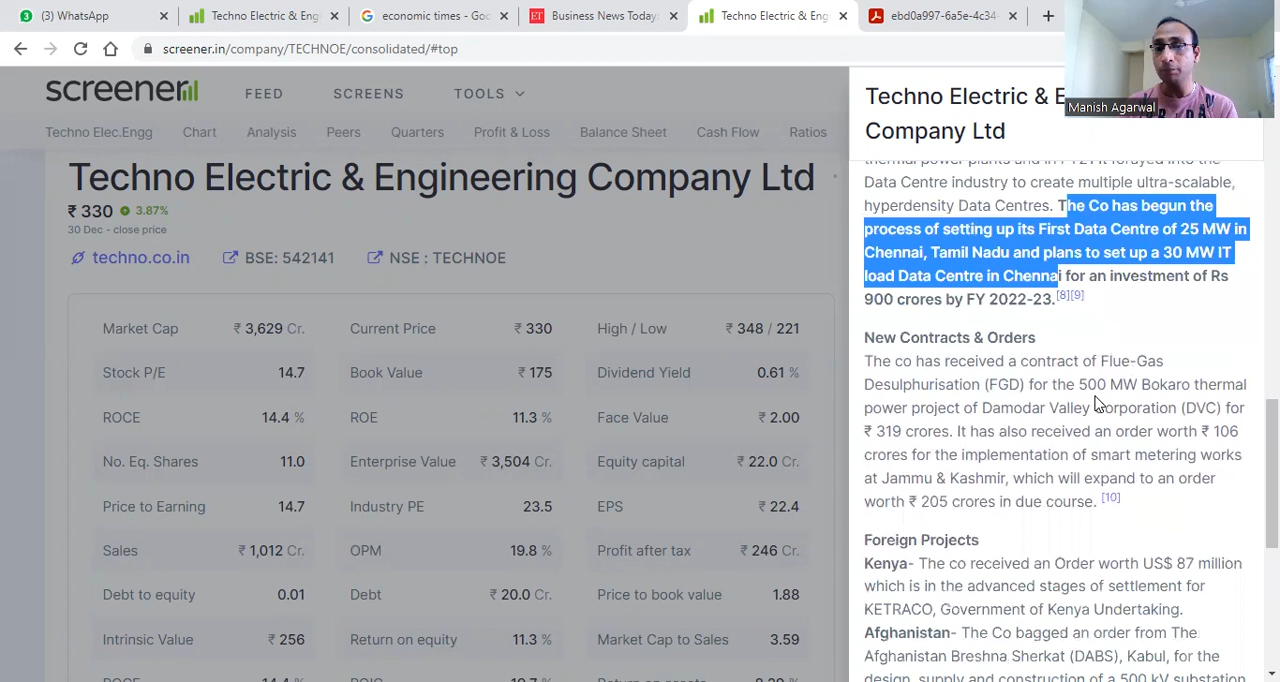 (3) WhatsApp
Techno Electric & Eng
economic times - Goo
ET Business News Today:
Techno Electric & Eng
ebd0a997-6a5e-4c34-
screener.in/company/TECHNOE/consolidated/#top
Manish Agarwal
screener
FEED SCREENS TOOLS
Techno Elec.Engg Chart Analysis Peers Quarters Profit & Loss Balance Sheet Cash Flow Ratios
Techno Electric & Engineering Company Ltd
₹ 330 3.87%
30 Dec - close price
techno.co.in BSE: 542141 NSE : TECHNOE
Market Cap ₹ 3,629 Cr. Current Price ₹ 330 High / Low ₹ 348 / 221
Stock P/E 14.7 Book Value ₹ 175 Dividend Yield 0.61 %
ROCE 14.4 % ROE 11.3 % Face Value ₹ 2.00
No. Eq. Shares 11.0 Enterprise Value ₹ 3,504 Cr. Equity capital ₹ 22.0 Cr.
Price to Earning 14.7 Industry PE 23.5 EPS ₹ 22.4
Sales ₹ 1,012 Cr. OPM 19.8 % Profit after tax ₹ 246 Cr.
Debt to equity 0.01 Debt ₹ 20.0 Cr. Price to book value 1.88
Intrinsic Value ₹ 256 Return on equity 11.3 % Market Cap to Sales 3.59
Techno Electric & E
Company Ltd
thermal power plants and in
Data Centre industry to create multiple ultra-scalable,
hyperdensity Data Centres. The Co has begun the
process of setting up its First Data Centre of 25 MW in
Chennai, Tamil Nadu and plans to set up a 30 MW IT
load Data Centre in Chennai for an investment of Rs
900 crores by FY 2022-23.[8][9]
New Contracts & Orders
The co has received a contract of Flue-Gas
Desulphurisation (FGD) for the 500 MW Bokaro thermal
power project of Damodar Valley Corporation (DVC) for
₹ 319 crores. It has also received an order worth ₹ 106
crores for the implementation of smart metering works
at Jammu & Kashmir, which will expand to an order
worth ₹ 205 crores in due course. [10]
Foreign Projects
Kenya- The co received an Order worth US$ 87 million
which is in the advanced stages of settlement for
KETRACO, Government of Kenya Undertaking.
Afghanistan- The Co bagged an order from The
Afghanistan Breshna Sherkat (DABS), Kabul, for the
design, supply and construction of a 500 kV substation